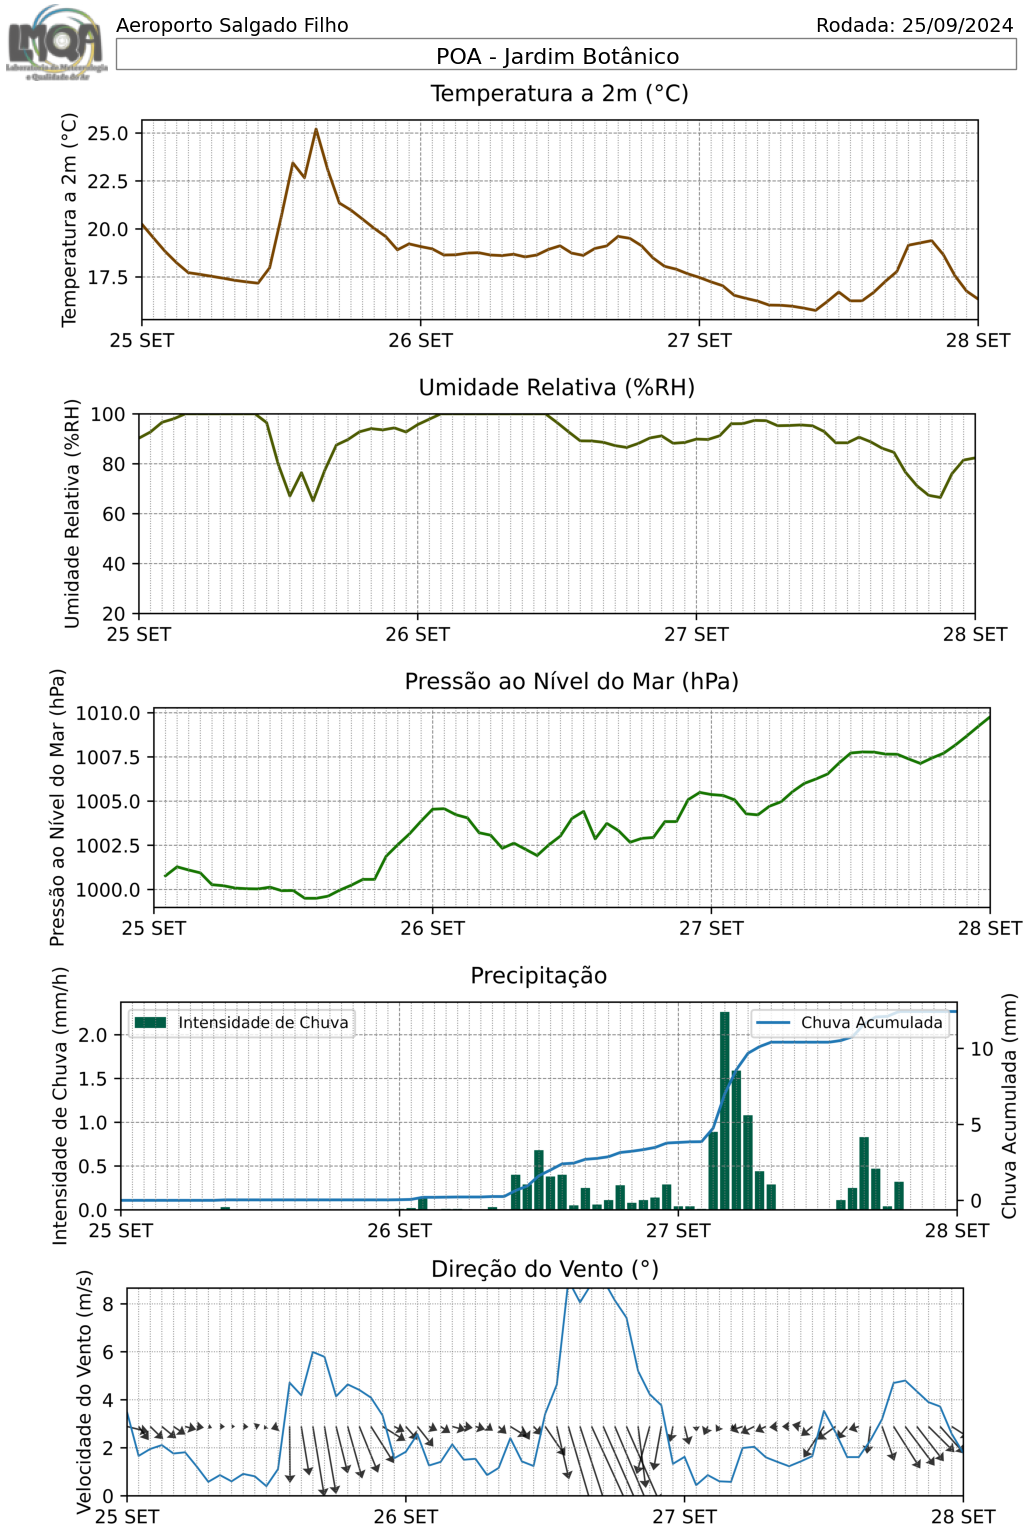 LMQA
Laboratório de Meteorologia
e Qualidade do Ar
Aeroporto Salgado Filho
Rodada: 25/09/2024
POA - Jardim Botânico
Temperatura a 2m (°C)
Temperatura a 2m (°C)
25.0
22.5
20.0
17.5
25 SET 26 SET 27 SET 28 SET
Umidade Relativa (%RH)
Umidade Relativa (%RH)
100
80
60
40
20
25 SET 26 SET 27 SET 28 SET
Pressão ao Nível do Mar (hPa)
Pressão ao Nível do Mar (hPa)
1010.0
1007.5
1005.0
1002.5
1000.0
25 SET 26 SET 27 SET 28 SET
Precipitação
Intensidade de Chuva (mm/h)
Intensidade de Chuva
Chuva Acumulada
2.0
1.5
1.0
0.5
0.0
10
5
0
Chuva Acumulada (mm)
25 SET 26 SET 27 SET 28 SET
Direção do Vento (°)
Velocidade do Vento (m/s)
8
6
4
2
0
25 SET 26 SET 27 SET 28 SET